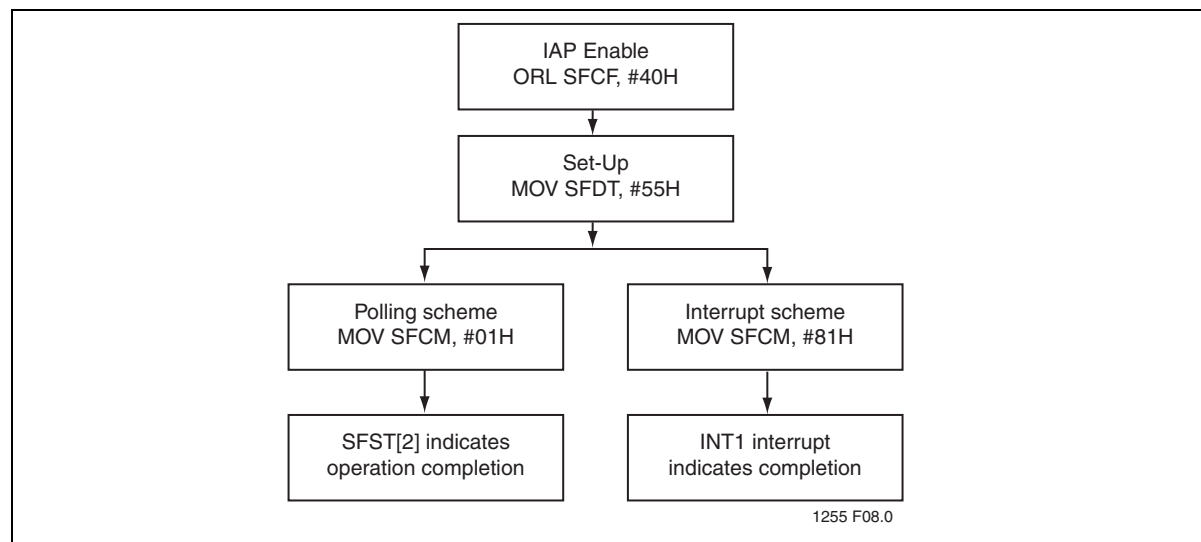 IAP Enable
ORL SFCF, #40H
Set-Up
MOV SFDT, #55H
Polling scheme
MOV SFCM, #01H
Interrupt scheme
MOV SFCM, #81H
SFST[2] indicates
operation completion
INT1 interrupt
indicates completion
1255 F08.0